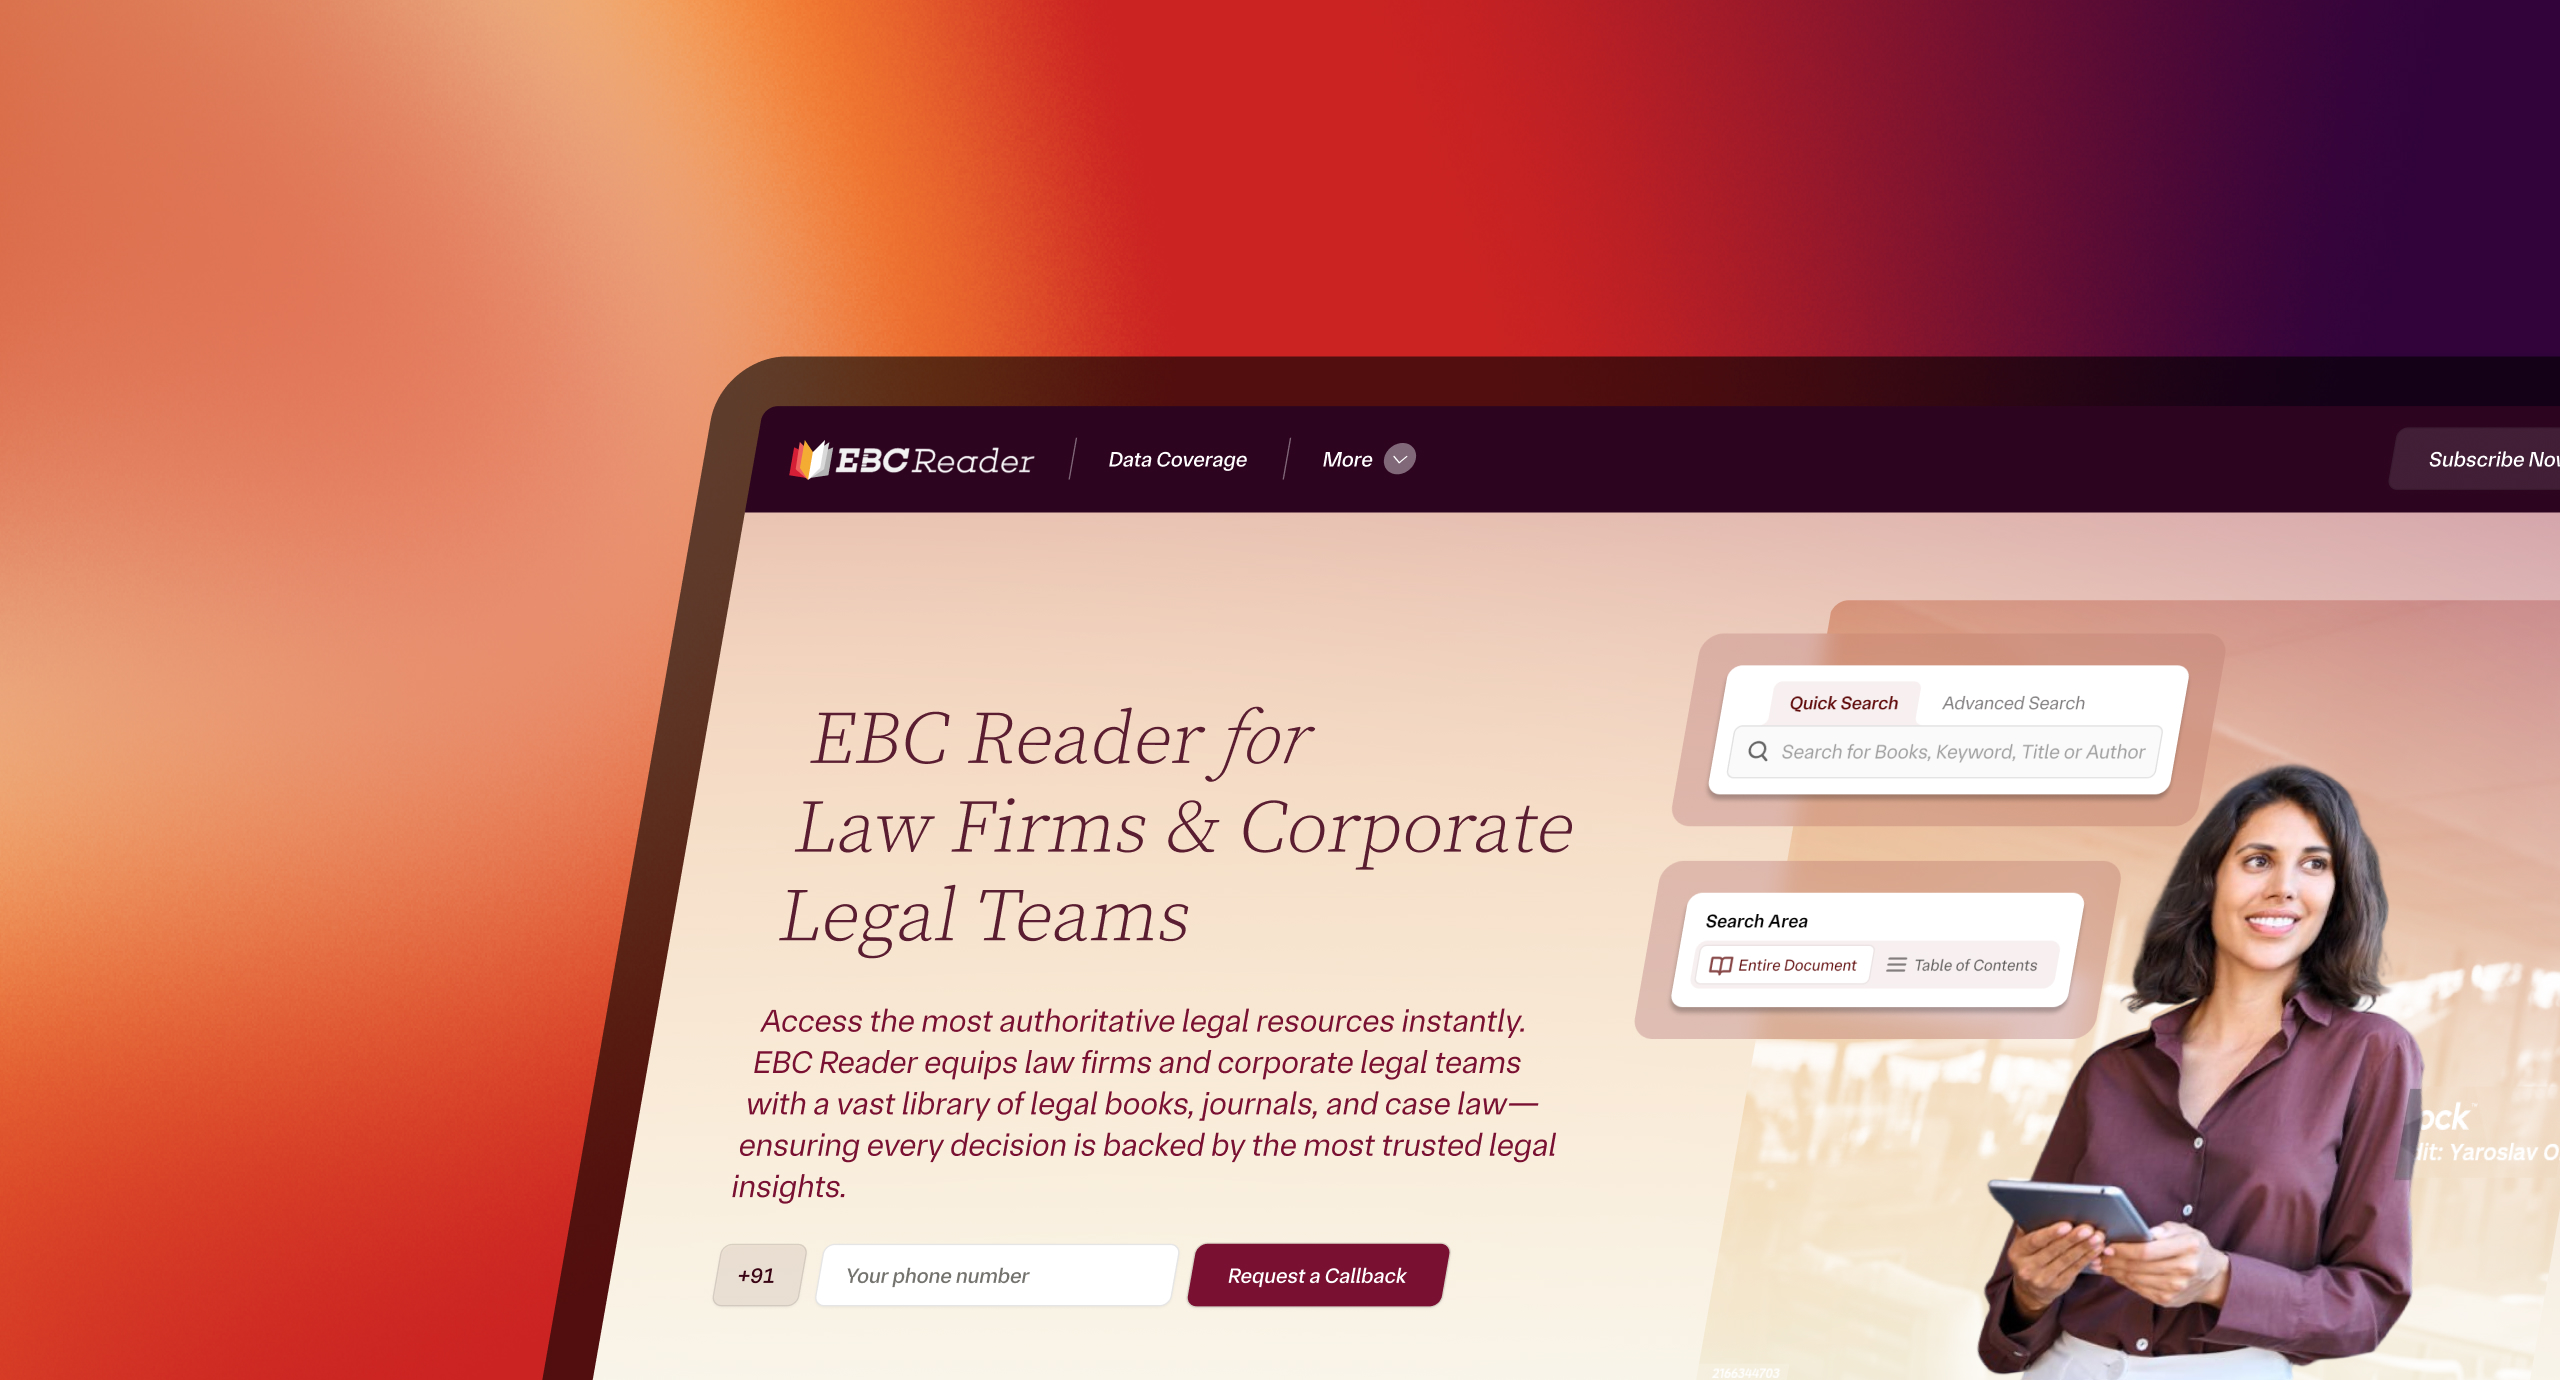 EBC Reader
Data Coverage
More
Subscribe
EBC Reader for
Law Firms & Corporate
Legal Teams
Access the most authoritative legal resources instantly.
EBC Reader equips law firms and corporate legal teams
with a vast library of legal books, journals, and case law—
ensuring every decision is backed by the most trusted legal
insights.
+91
Your phone number
Request a Callback
Quick Search
Advanced Search
Search for Books, Keyword, Title or Author
Search Area
Entire Document
Table of Contents
Yaroslav
2166344703